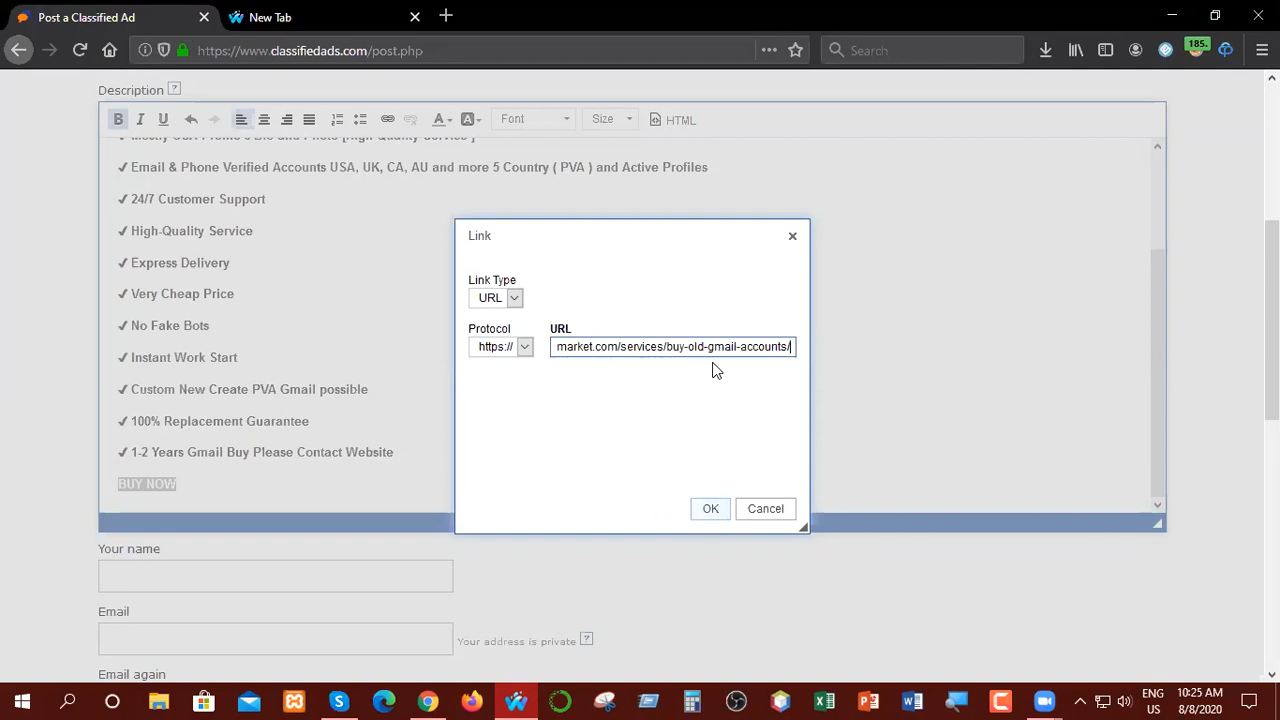 Post a Classified Ad
New Tab
https://www.classifiedads.com/post.php
Search
185.
Description ?
B I U Font Size HTML
✔ Email & Phone Verified Accounts USA, UK, CA, AU and more 5 Country ( PVA ) and Active Profiles
✔ 24/7 Customer Support
✔ High-Quality Service
✔ Express Delivery
✔ Very Cheap Price
✔ No Fake Bots
✔ Instant Work Start
✔ Custom New Create PVA Gmail possible
✔ 100% Replacement Guarantee
✔ 1-2 Years Gmail Buy Please Contact Website
BUY NOW
Link
Link Type
URL
Protocol URL
https:// market.com/services/buy-old-gmail-accounts/
OK Cancel
Your name
Email
Your address is private ?
Email again
ENG 10:25 AM
US 8/8/2020